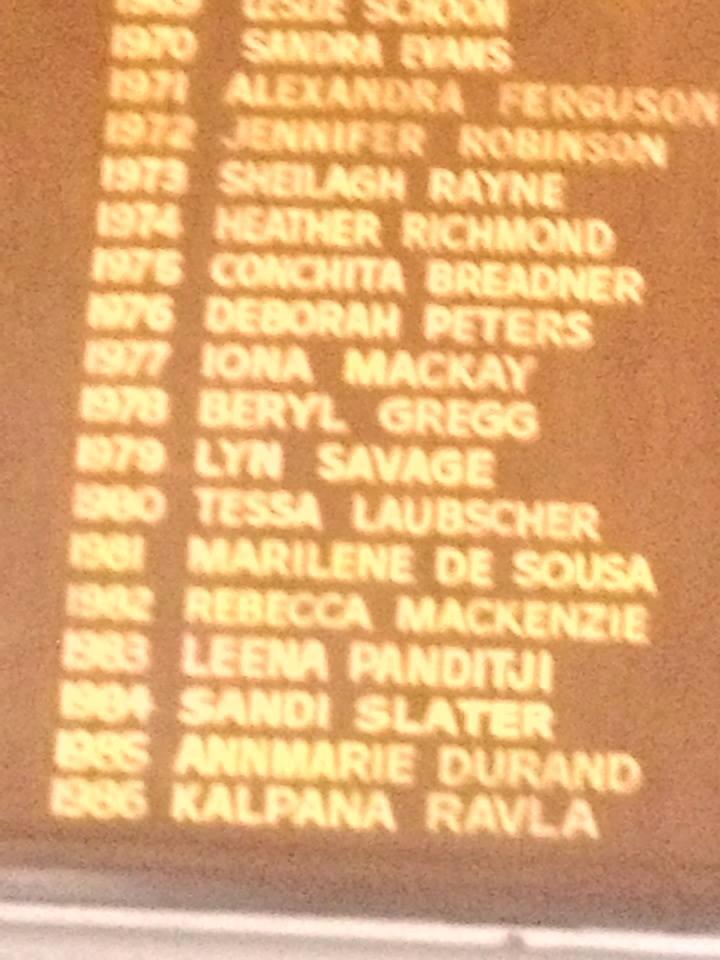 1969 LESLIE
1970 SANDRA EVANS
1971 ALEXANDRA FERGUSON
1972 JENNIFER ROBINSON
1973 SHEILAGH RAYNE
1974 HEATHER RICHMOND
1975 CONCHITA BREADNER
1976 DEBORAH PETERS
1977 IONA MACKAY
1978 BERYL GREGG
1979 LYN SAVAGE
1980 TESSA LAUBSCHER
1981 MARILENE DE SOUSA
1982 REBECCA MACKENZIE
1983 LEENA PANDITJI
1984 SANDI SLATER
1985 ANNMARIE DURAND
1986 KALPANA RAVLA